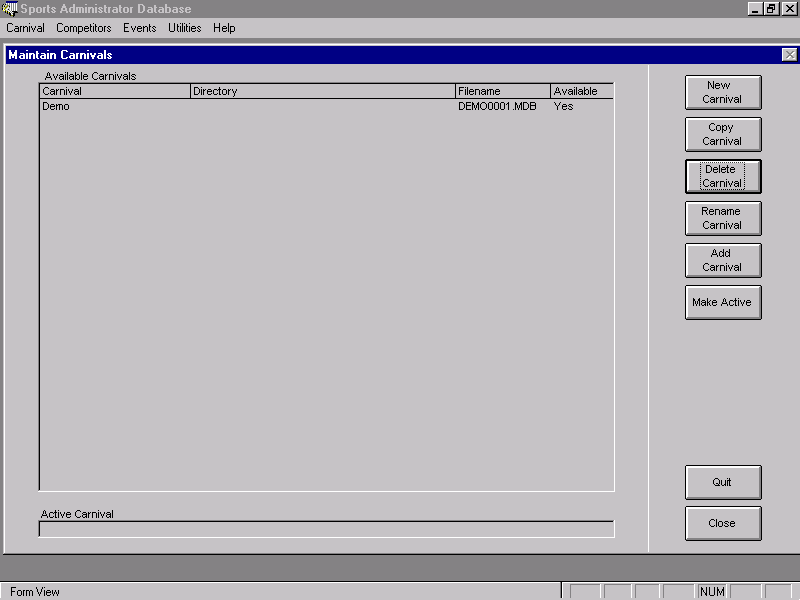 Sports Administrator Database
Carnival Competitors Events Utilities Help
Maintain Carnivals
Available Carnivals
Carnival Directory Filename Available
Demo DEMO0001.MDB Yes
New
Carnival
Copy
Carnival
Delete
Carnival
Rename
Carnival
Add
Carnival
Make Active
Quit
Active Carnival
Close
Form View NUM